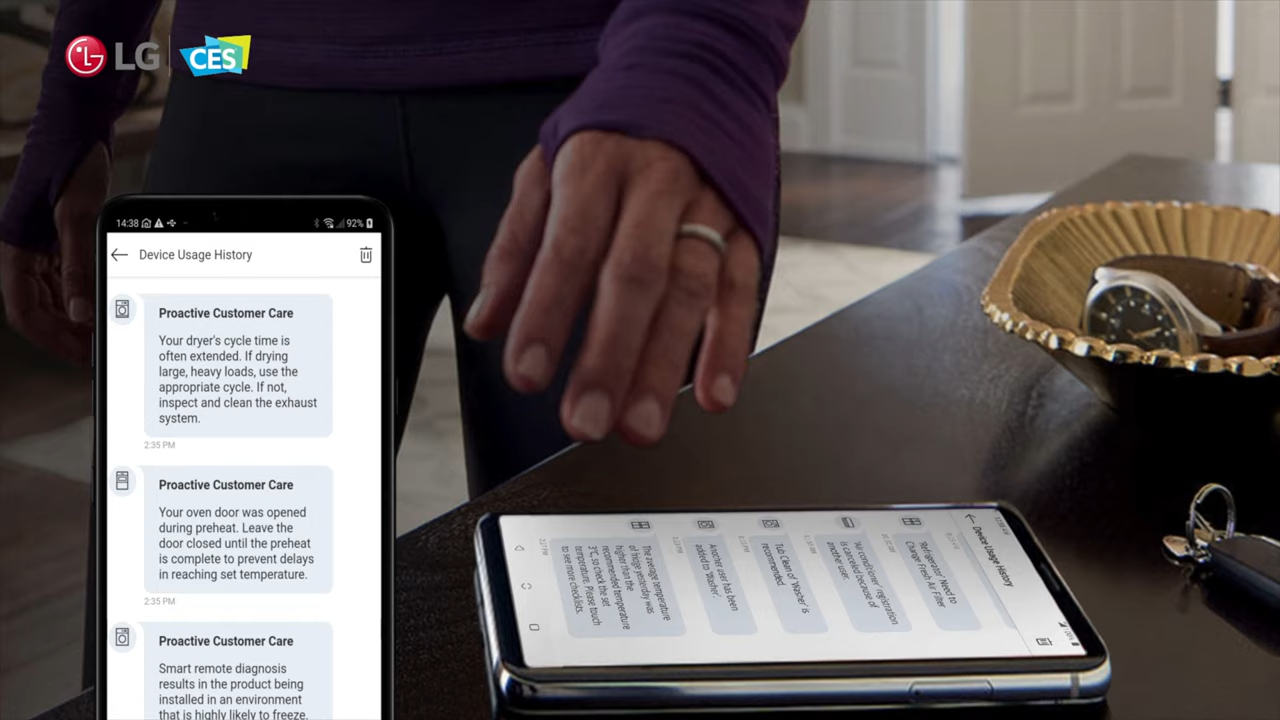 LG
CES
14:38
92%
Device Usage History
Proactive Customer Care
Your dryer's cycle time is
often extended. If drying
large, heavy loads, use the
appropriate cycle. If not,
inspect and clean the exhaust
system.
2:35 PM
Proactive Customer Care
Your oven door was opened
during preheat. Leave the
door closed until the preheat
is complete to prevent delays
in reaching set temperature.
2:35 PM
Proactive Customer Care
Smart remote diagnosis
results in the product being
installed in an environment
that is highly likely to freeze.
Device Usage History
'Refrigerator' Need to
Change Fresh Air Filter
'Air conditioner' registration
is canceled because of
another user.
Tub Clean of 'Washer' is
recommended.
Another user has been
added to 'Washer'.
The average temperature
of fridge yesterday was
higher than the
recommended temperature
3°C, so check the set
temperature. Please touch
to see more checklists.